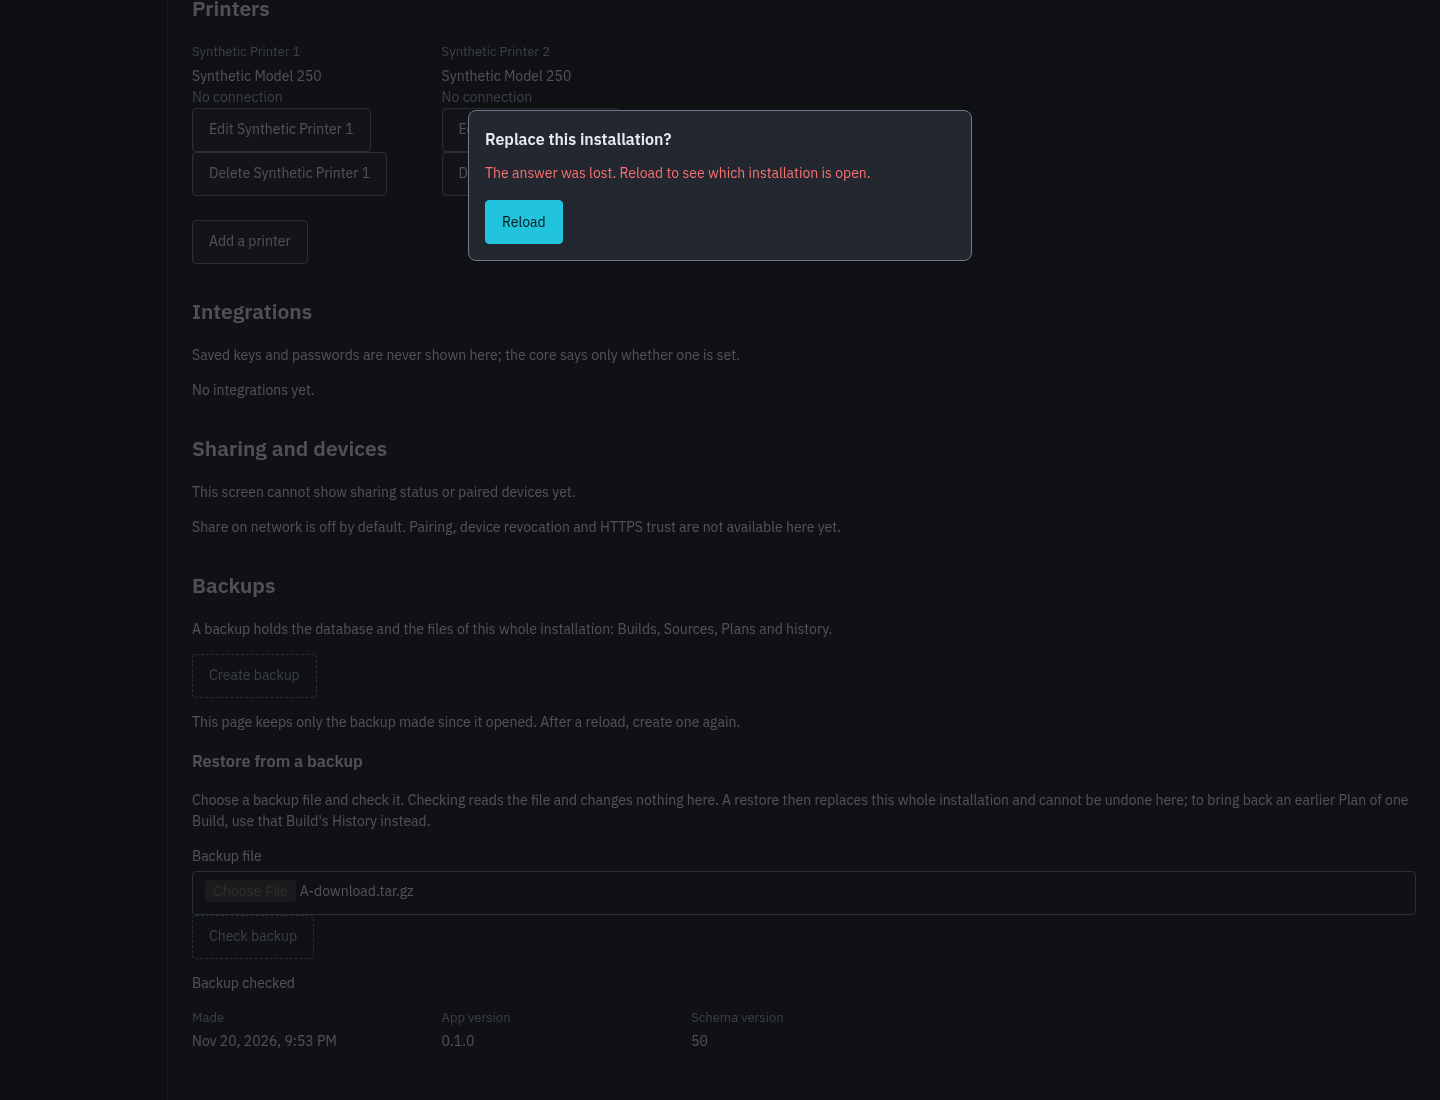 Printers
Synthetic Printer 1
Synthetic Printer 2
Synthetic Model 250
Synthetic Model 250
No connection
No connection
Edit Synthetic Printer 1
Delete Synthetic Printer 1
Add a printer
Replace this installation?
The answer was lost. Reload to see which installation is open.
Reload
Integrations
Saved keys and passwords are never shown here; the core says only whether one is set.
No integrations yet.
Sharing and devices
This screen cannot show sharing status or paired devices yet.
Share on network is off by default. Pairing, device revocation and HTTPS trust are not available here yet.
Backups
A backup holds the database and the files of this whole installation: Builds, Sources, Plans and history.
Create backup
This page keeps only the backup made since it opened. After a reload, create one again.
Restore from a backup
Choose a backup file and check it. Checking reads the file and changes nothing here. A restore then replaces this whole installation and cannot be undone here; to bring back an earlier Plan of one
Build, use that Build's History instead.
Backup file
Choose File A-download.tar.gz
Check backup
Backup checked
Made
App version
Schema version
Nov 20, 2026, 9:53 PM
0.1.0
50